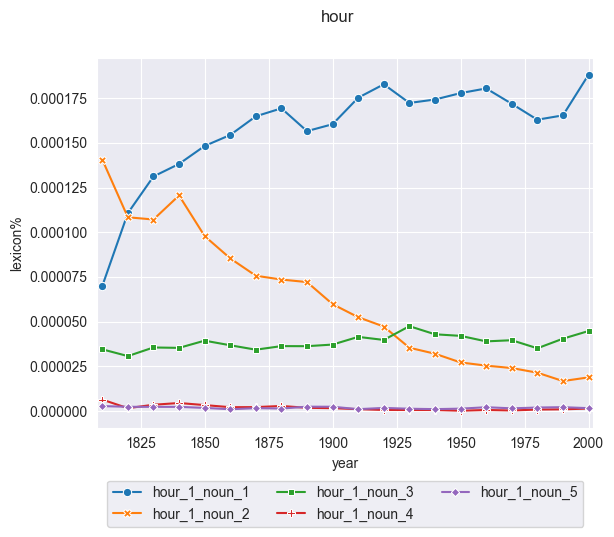 hour
0.000175
0.000150
0.000125
0.000100
0.000075
0.000050
0.000025
0.000000
lexicon%
1825 1850 1875 1900 1925 1950 1975 2000
year
hour_1_noun_1 hour_1_noun_3 hour_1_noun_5
hour_1_noun_2 hour_1_noun_4